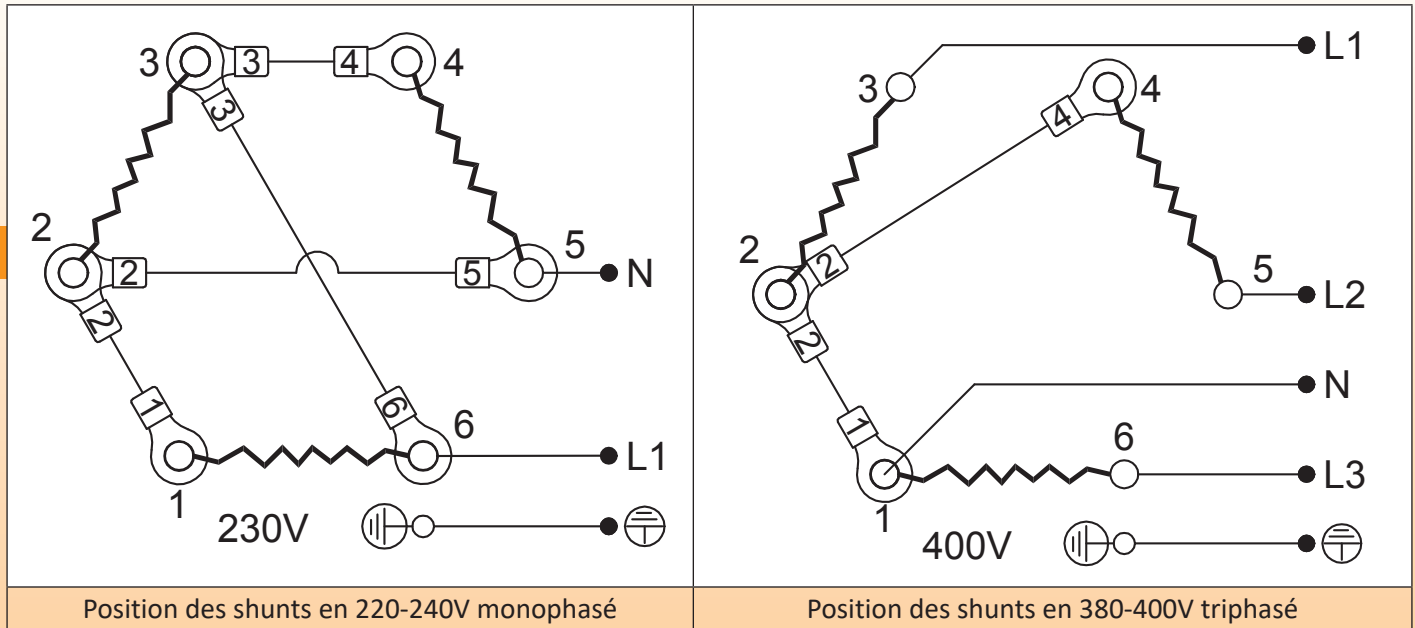 3 3 4 4
3
2
2 5 5 N
2
1 6
6 L1
1
230V
Position des shunts en 220-240V monophasé
L1
3
4 4
2
2
5 L2
2
N
1
6
L3
1
400V
Position des shunts en 380-400V triphasé